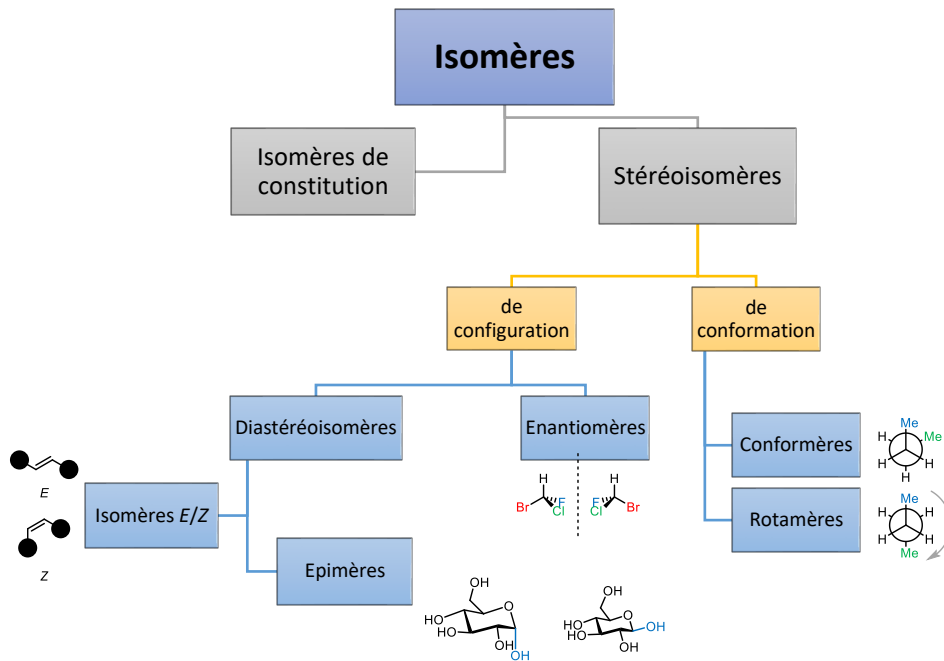 Isomères
Isomères de
constitution
Stéréoisomères
de
configuration
de
conformation
Diastéréoisomères
Enantiomères
Conformères
Me
H
Me
H
H
H
E
Isomères E/Z
Z
H
Br
F
Cl
H
F
Cl
Br
Rotamères
Me
H
H
H
H
Me
Epimères
OH
HO
O
HO
OH
OH
OH
HO
O
HO
OH
OH